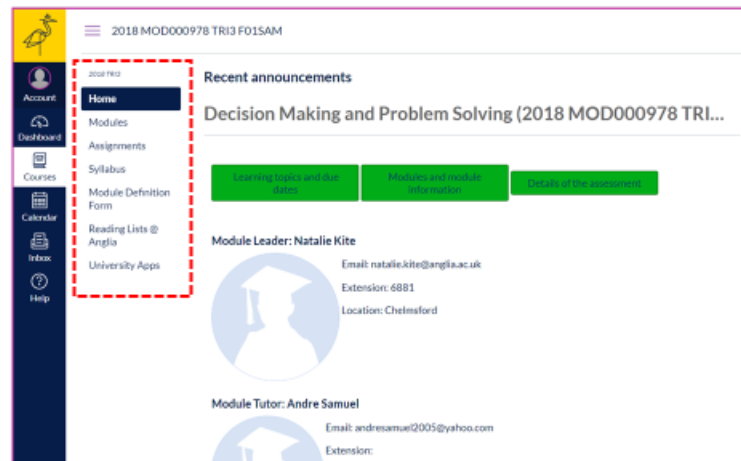 2018 MOD000978 TRI3 F01SAM
Account
Dashboard
Courses
Calendar
Inbox
Help
2018 TRI3
Home
Modules
Assignments
Syllabus
Module Definition
Form
Reading Lists @
Anglia
University Apps
Recent announcements
Decision Making and Problem Solving (2018 MOD000978 TRI...
Learning topics and due
dates
Modules and module
information
Details of the assessment
Module Leader: Natalie Kite
Email: natalie.kite@anglia.ac.uk
Extension: 6881
Location: Chelmsford
Module Tutor: Andre Samuel
Email: andresamuel2005@yahoo.com
Extension: